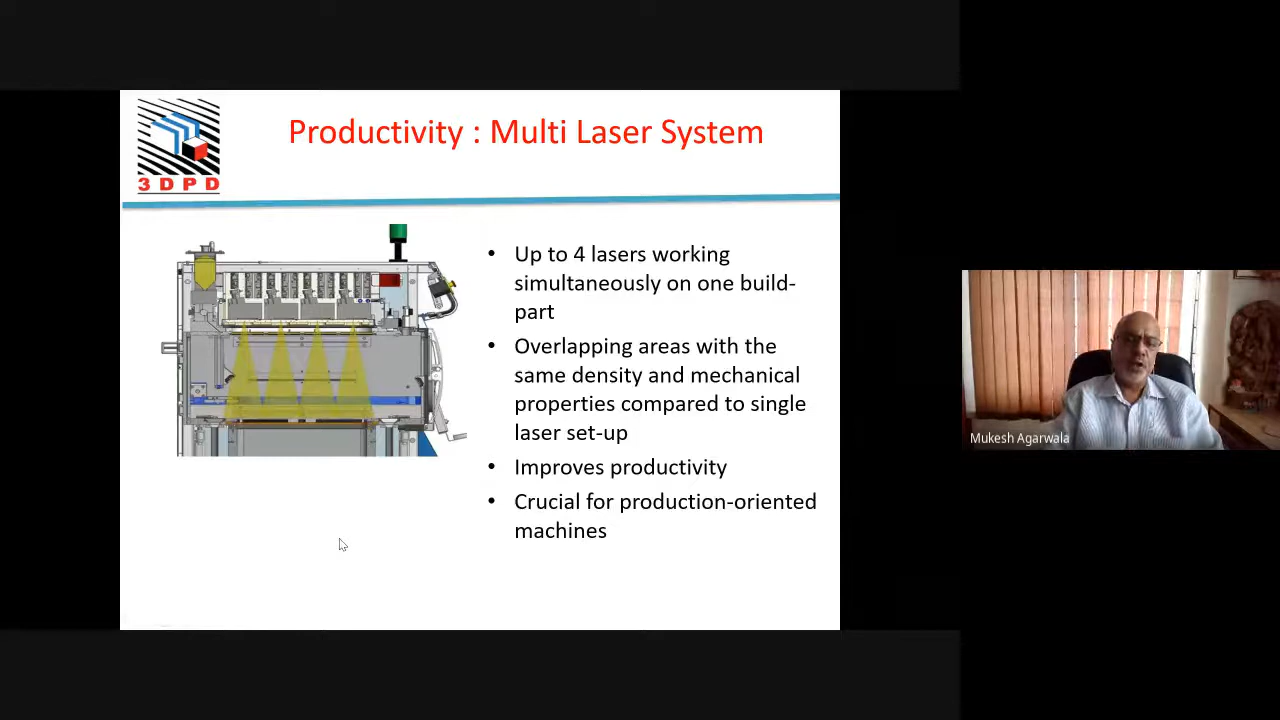 Productivity : Multi Laser System
3DPD
• Up to 4 lasers working
simultaneously on one build-
part
• Overlapping areas with the
same density and mechanical
properties compared to single
laser set-up
• Improves productivity
• Crucial for production-oriented
machines
Mukesh Agarwala